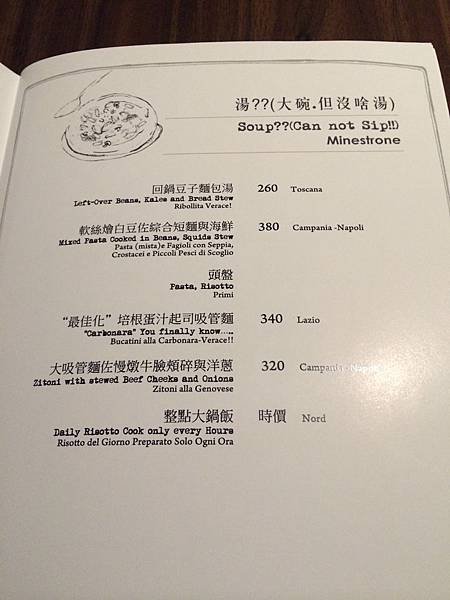 湯??(大碗.但沒啥湯)
Soup??(Can not Sip!!)
Minestrone
回鍋豆子麵包湯 260 Toscana
Left-Over Beans, Kales and Bread Stew
Ribollita Verace!
軟絲燴白豆佐綜合短麵與海鮮 380 Campania -Napoli
Mixed Pasta Cooked in Beans, Squids Stew
Pasta (mista)e Fagioli con Seppia,
Crostacei e Piccoli Pesci di Scoglio
頭盤
Pasta, Risotto
Primi
“最佳化”培根蛋汁起司吸管麵 340 Lazio
"Carbonara" You finally know.....
Bucatini alla Carbonara-Verace!!
大吸管麵佐慢燉牛臉頰碎與洋蔥 320 Campania -Napoli
Zitoni with stewed Beef Cheeks and Onions
Zitoni alla Genovese
整點大鍋飯 時價 Nord
Daily Risotto Cook only every Hours
Risotto del Giorno Preparato Solo Ogni Ora